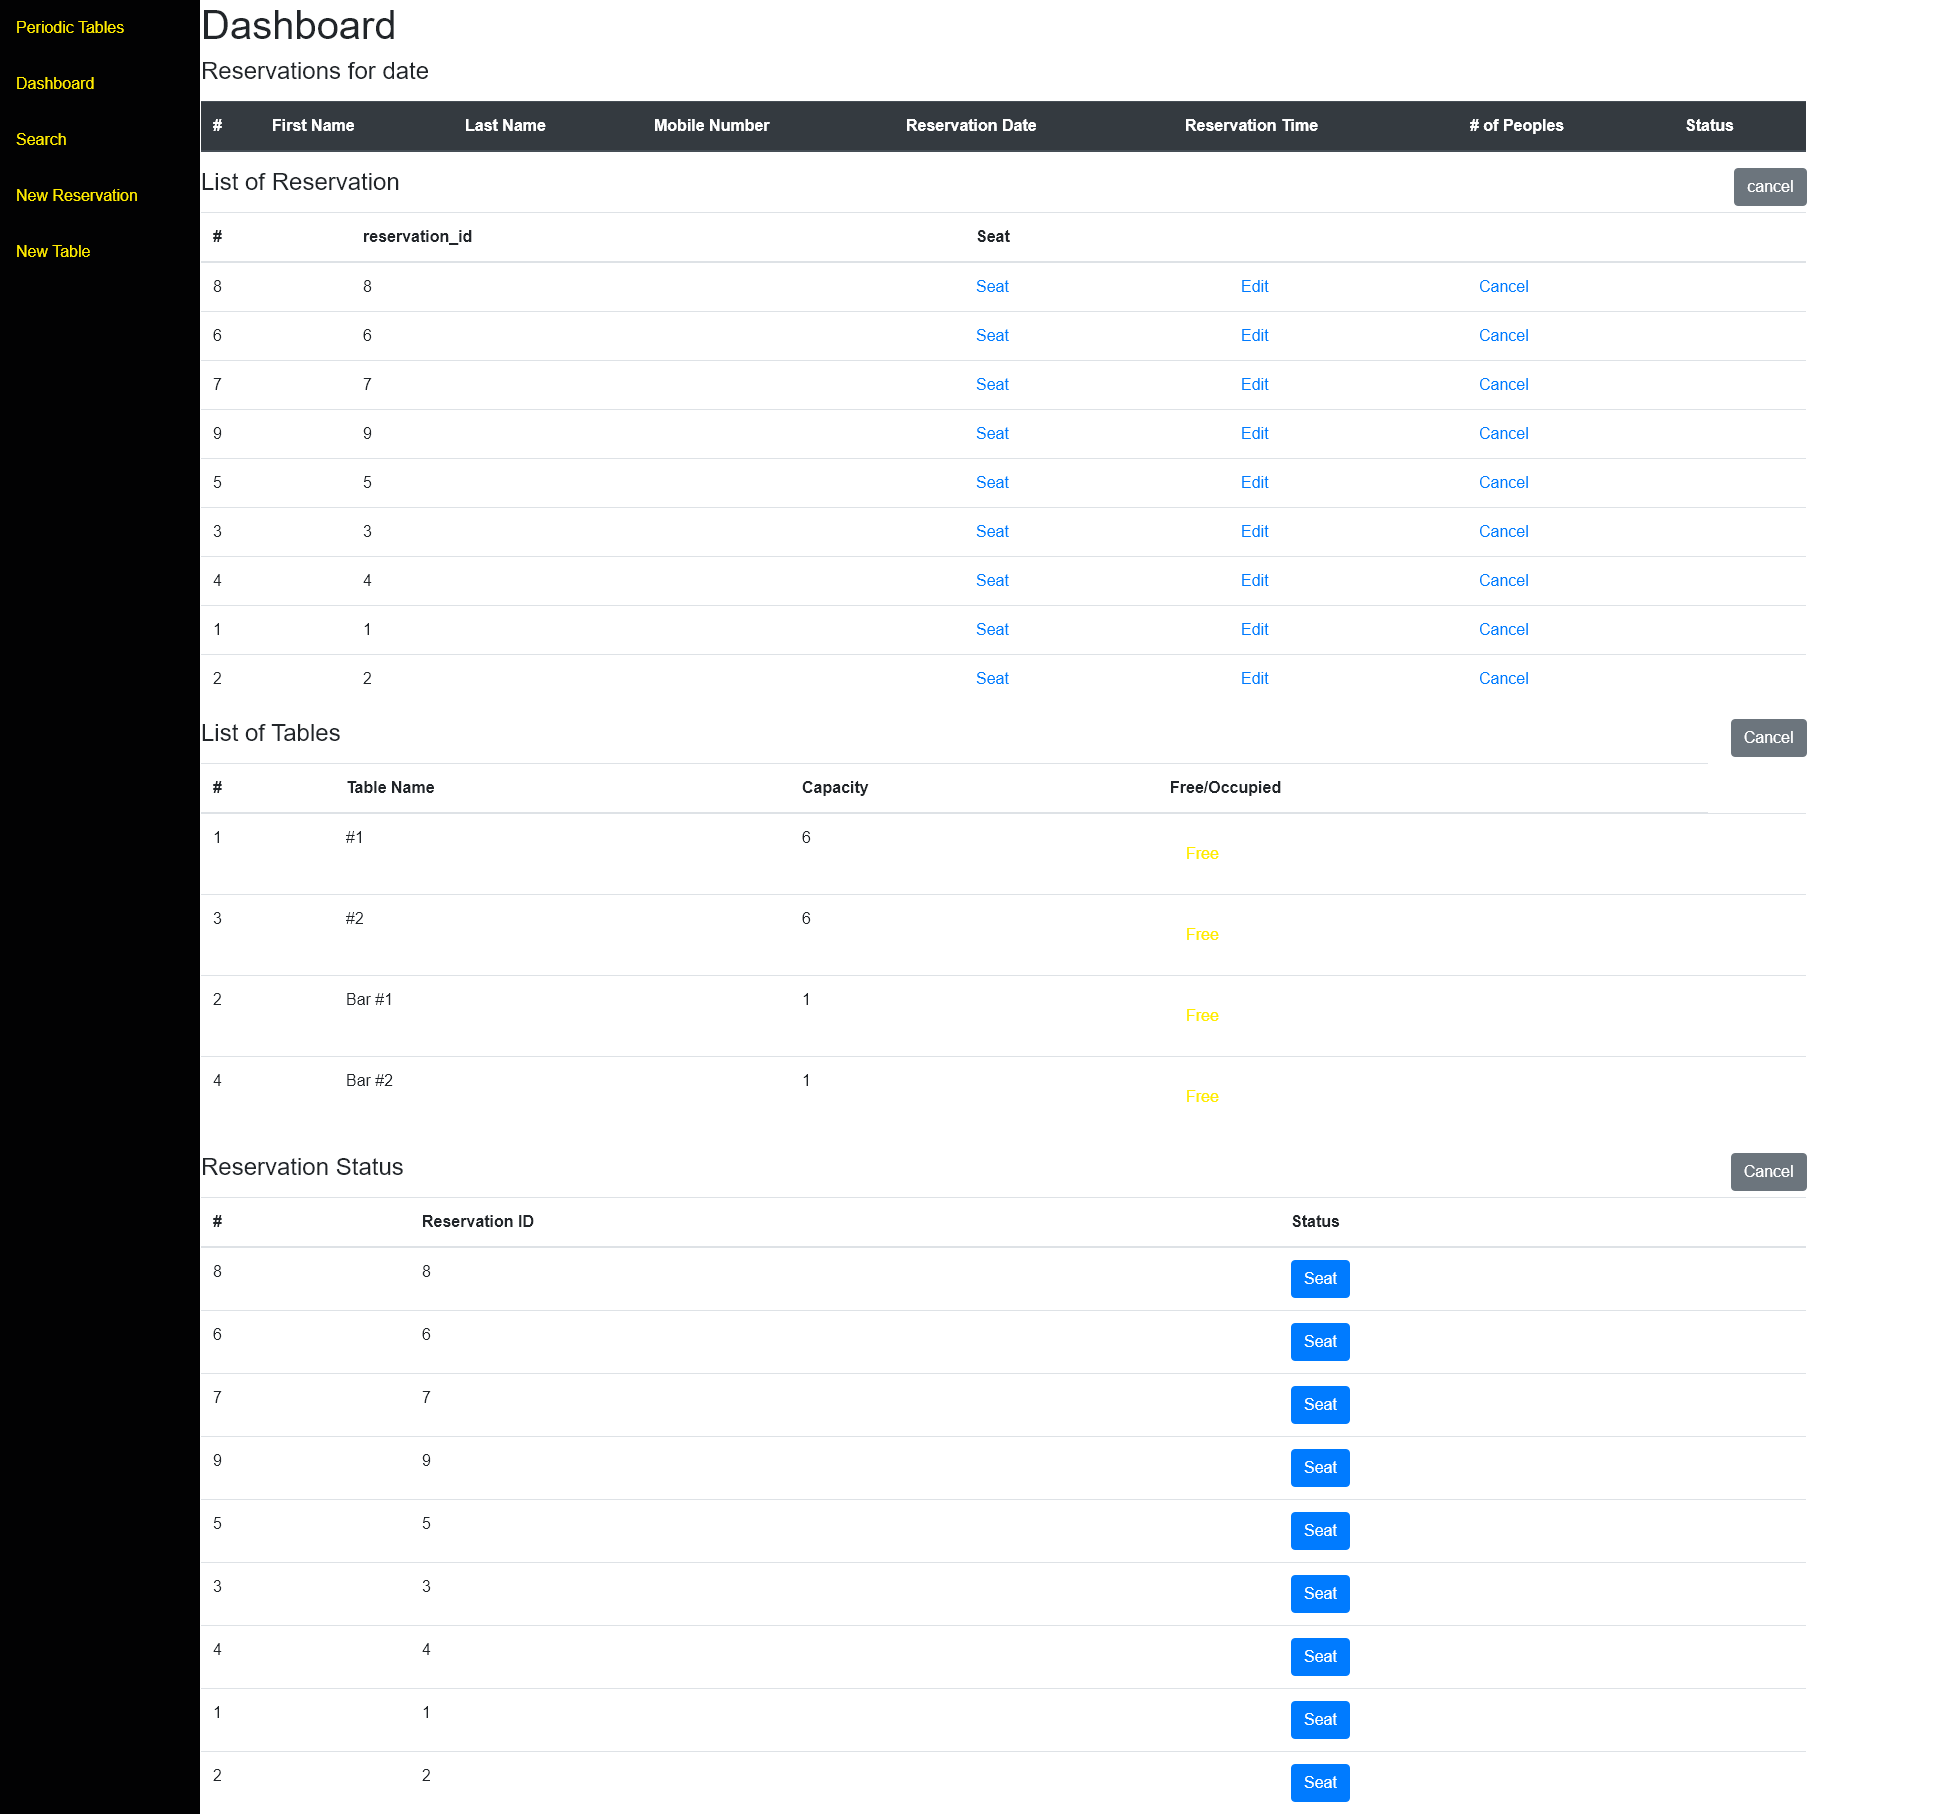 Periodic Tables
Dashboard
Search
New Reservation
New Table
Dashboard
Reservations for date
# First Name Last Name Mobile Number Reservation Date Reservation Time # of Peoples Status
List of Reservation cancel
# reservation_id Seat
8 8 Seat Edit Cancel
6 6 Seat Edit Cancel
7 7 Seat Edit Cancel
9 9 Seat Edit Cancel
5 5 Seat Edit Cancel
3 3 Seat Edit Cancel
4 4 Seat Edit Cancel
1 1 Seat Edit Cancel
2 2 Seat Edit Cancel
List of Tables Cancel
# Table Name Capacity Free/Occupied
1 #1 6 Free
3 #2 6 Free
2 Bar #1 1 Free
4 Bar #2 1 Free
Reservation Status Cancel
# Reservation ID Status
8 8 Seat
6 6 Seat
7 7 Seat
9 9 Seat
5 5 Seat
3 3 Seat
4 4 Seat
1 1 Seat
2 2 Seat